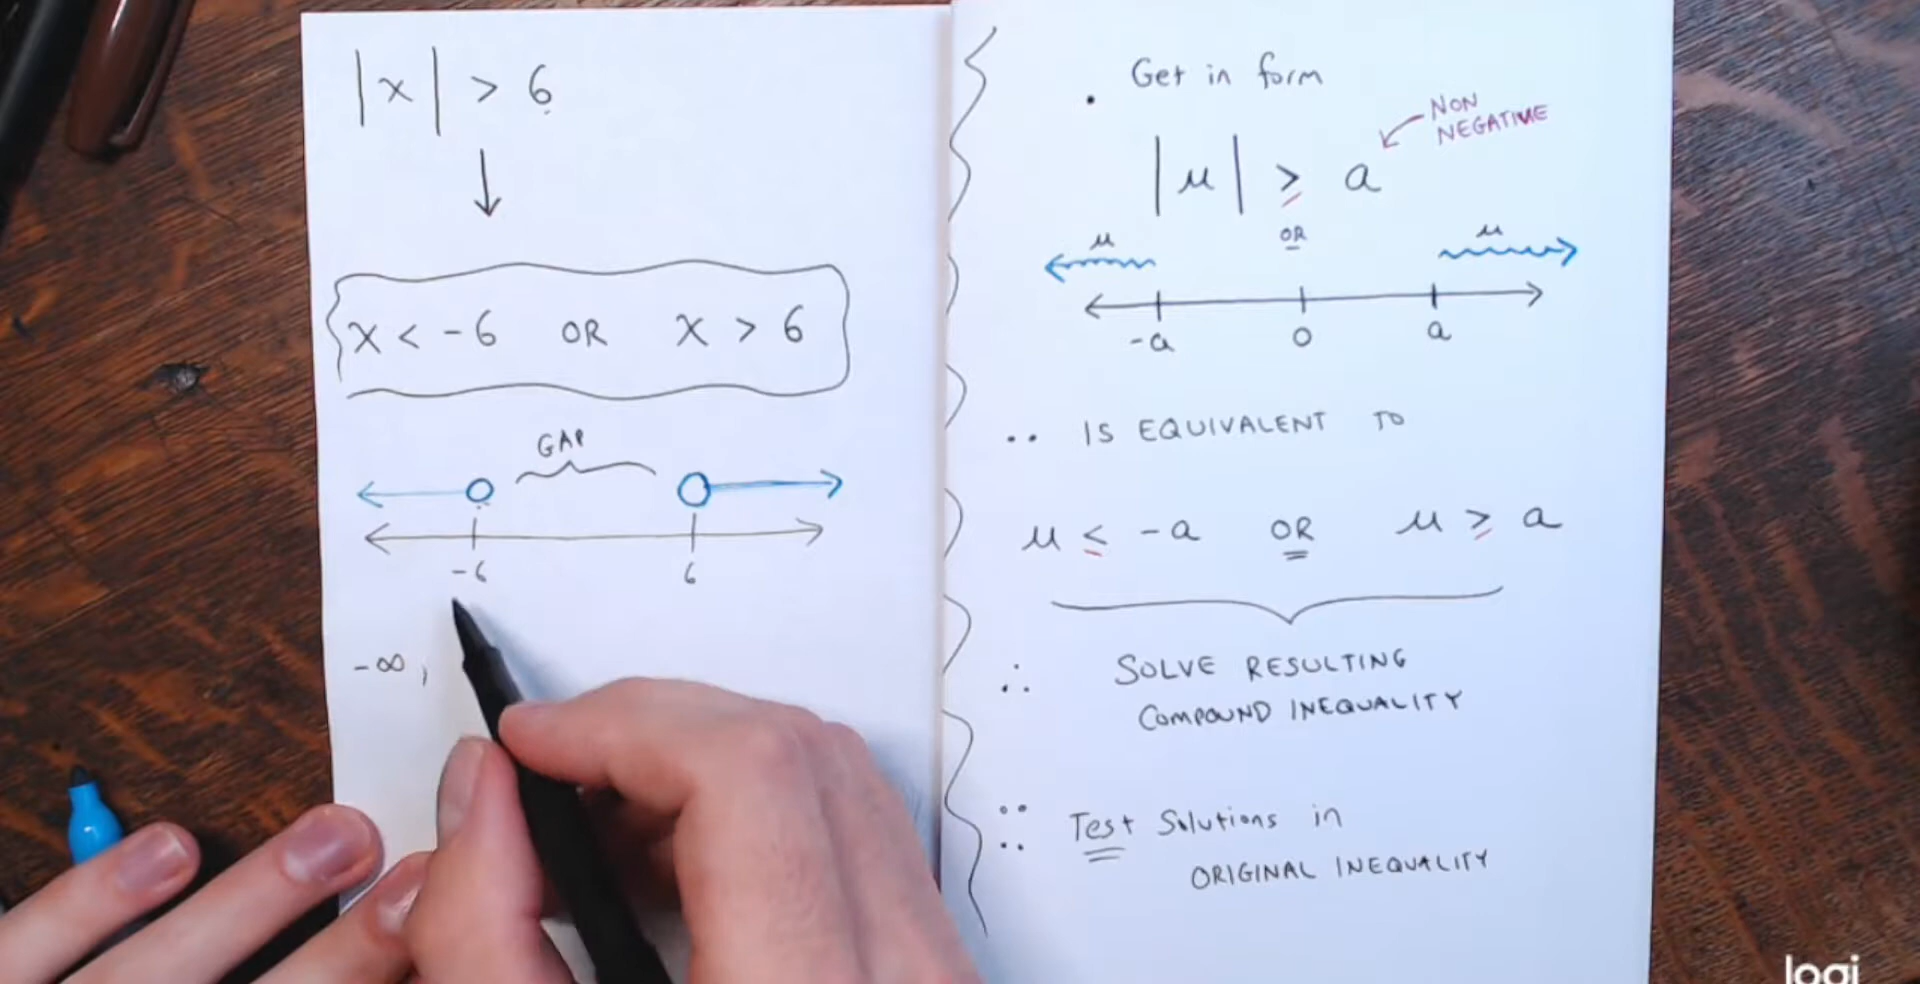 |x| > 6
↓
x < -6 OR x > 6
GAP
-6 6
-∞,
• Get in form
NON
NEGATIVE
|μ| ≥ a
μ OR μ
-a 0 a
•• IS EQUIVALENT TO
μ ≤ -a OR μ ≥ a
∴ SOLVE RESULTING
COMPOUND INEQUALITY
∷ Test Solutions in
ORIGINAL INEQUALITY
logi